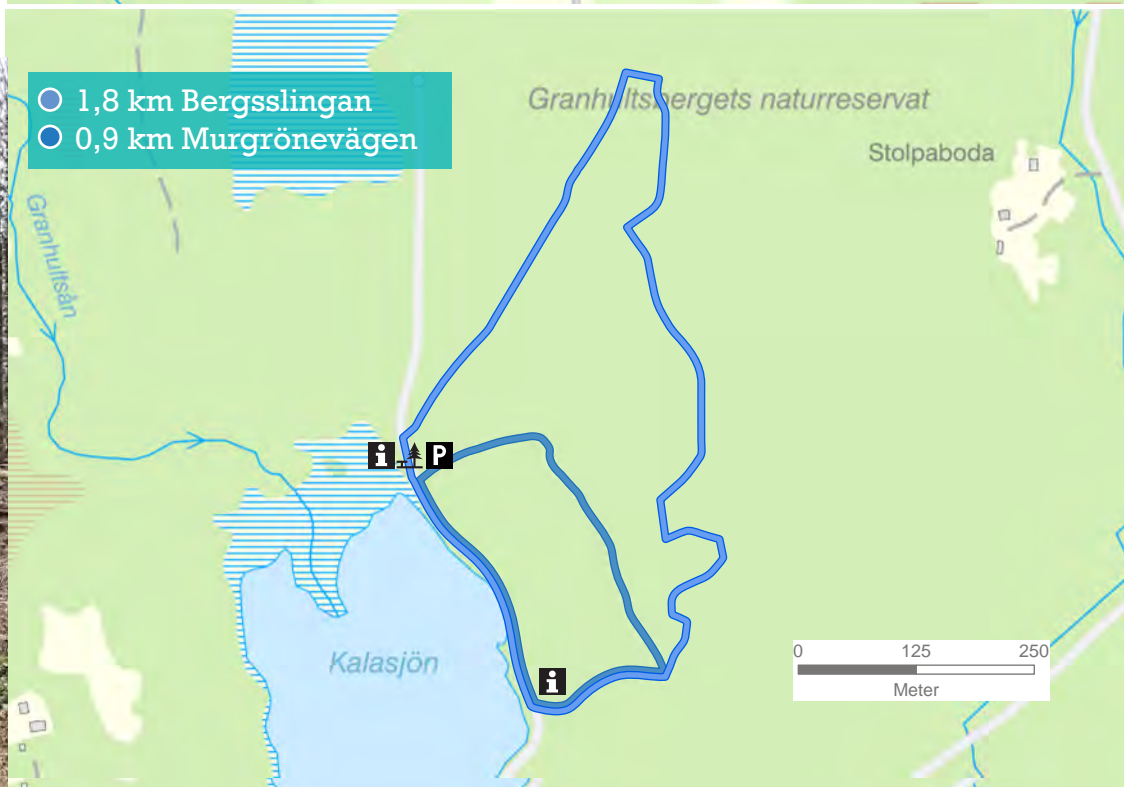 1,8 km Bergsslingan
0,9 km Murgrönevägen
Granhultsbergets naturreservat
Stolpaboda
Granhultsån
i
P
Kalasjön
i
0 125 250
Meter